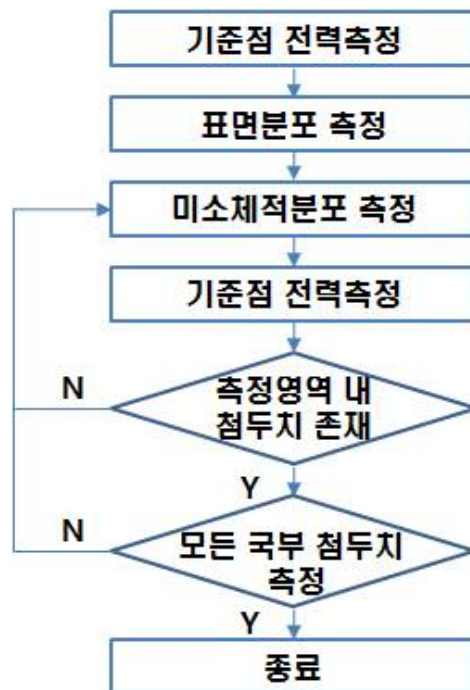 기준점 전력측정
표면분포 측정
미소체적분포 측정
기준점 전력측정
측정영역 내
첨두치 존재
N
Y
모든 국부 첨두치
측정
N
Y
종료